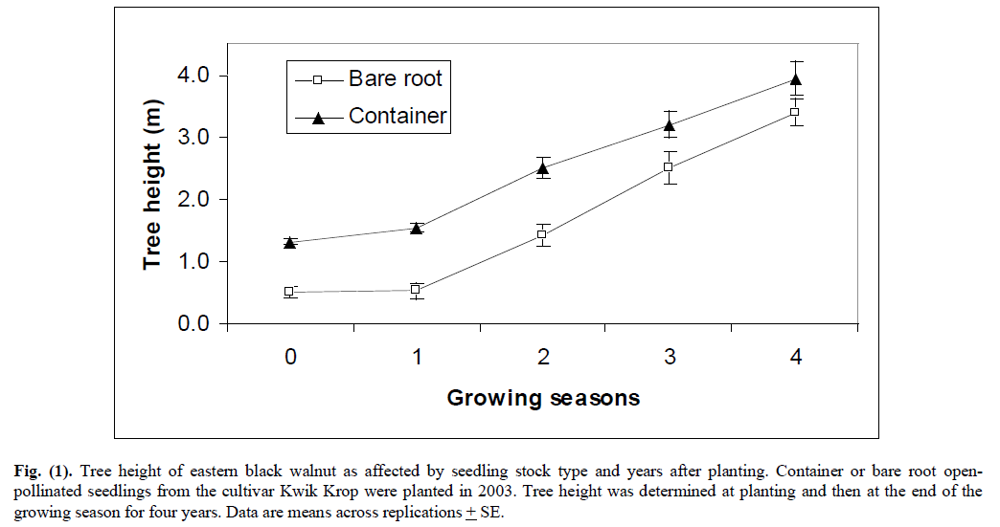 4.0
3.0
2.0
1.0
0.0
Tree height (m)
Bare root
Container
0 1 2 3 4
Growing seasons
Fig. (1). Tree height of eastern black walnut as affected by seedling stock type and years after planting. Container or bare root open-
pollinated seedlings from the cultivar Kwik Krop were planted in 2003. Tree height was determined at planting and then at the end of the
growing season for four years. Data are means across replications ± SE.